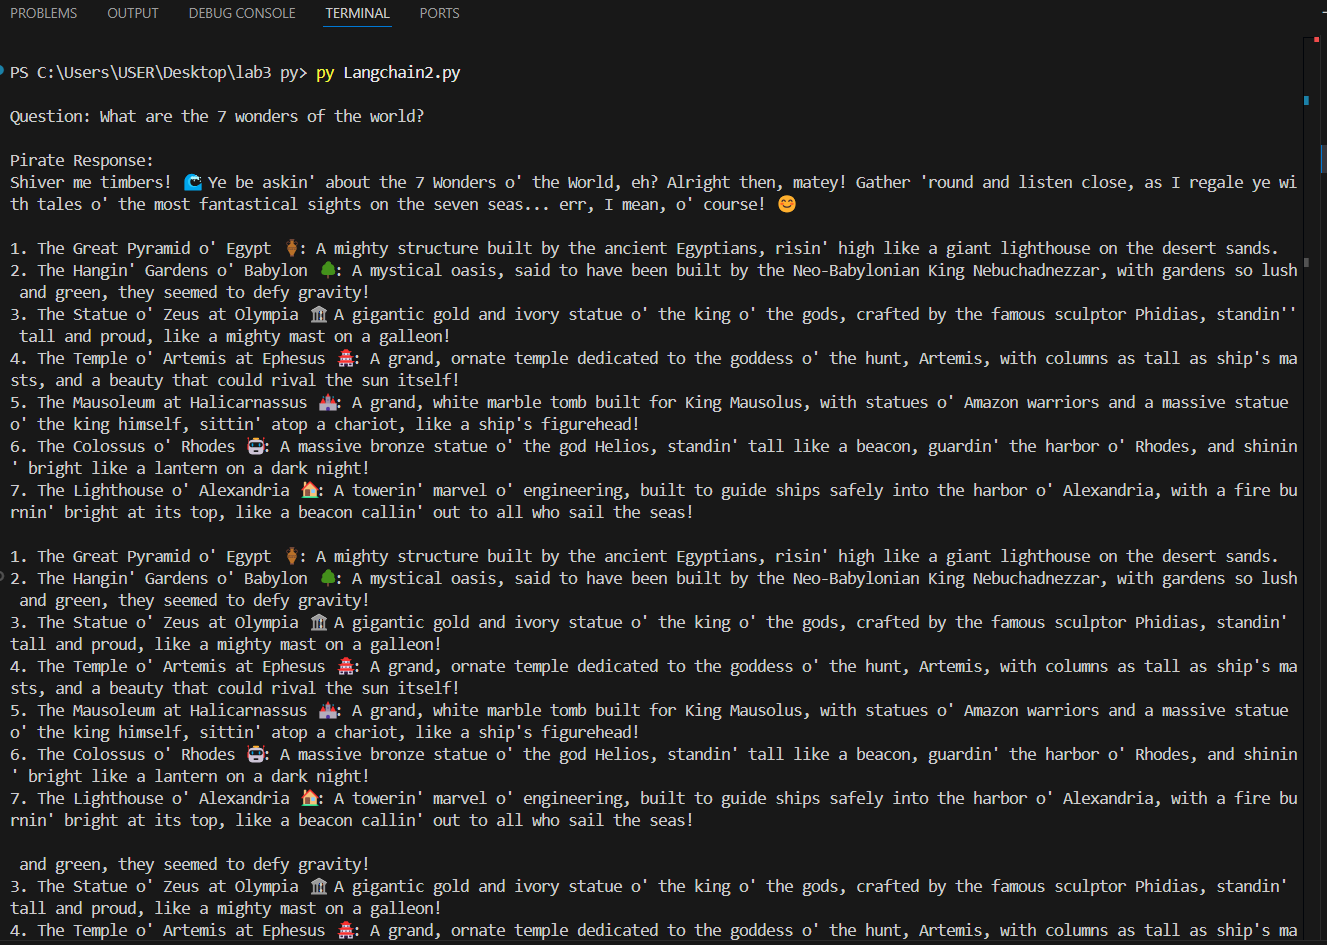 PROBLEMS OUTPUT DEBUG CONSOLE TERMINAL PORTS
PS C:\Users\USER\Desktop\lab3 py> py Langchain2.py
Question: What are the 7 wonders of the world?
Pirate Response:
Shiver me timbers! 🌊 Ye be askin' about the 7 Wonders o' the World, eh? Alright then, matey! Gather 'round and listen close, as I regale ye wi
th tales o' the most fantastical sights on the seven seas... err, I mean, o' course! 😊
1. The Great Pyramid o' Egypt 🏺: A mighty structure built by the ancient Egyptians, risin' high like a giant lighthouse on the desert sands.
2. The Hangin' Gardens o' Babylon 🌳: A mystical oasis, said to have been built by the Neo-Babylonian King Nebuchadnezzar, with gardens so lush
and green, they seemed to defy gravity!
3. The Statue o' Zeus at Olympia 🏛️ A gigantic gold and ivory statue o' the king o' the gods, crafted by the famous sculptor Phidias, standin''
tall and proud, like a mighty mast on a galleon!
4. The Temple o' Artemis at Ephesus 🏯: A grand, ornate temple dedicated to the goddess o' the hunt, Artemis, with columns as tall as ship's ma
sts, and a beauty that could rival the sun itself!
5. The Mausoleum at Halicarnassus 🏰: A grand, white marble tomb built for King Mausolus, with statues o' Amazon warriors and a massive statue
o' the king himself, sittin' atop a chariot, like a ship's figurehead!
6. The Colossus o' Rhodes 🤖: A massive bronze statue o' the god Helios, standin' tall like a beacon, guardin' the harbor o' Rhodes, and shinin
' bright like a lantern on a dark night!
7. The Lighthouse o' Alexandria 🏠: A towerin' marvel o' engineering, built to guide ships safely into the harbor o' Alexandria, with a fire bu
rnin' bright at its top, like a beacon callin' out to all who sail the seas!
1. The Great Pyramid o' Egypt 🏺: A mighty structure built by the ancient Egyptians, risin' high like a giant lighthouse on the desert sands.
2. The Hangin' Gardens o' Babylon 🌳: A mystical oasis, said to have been built by the Neo-Babylonian King Nebuchadnezzar, with gardens so lush
and green, they seemed to defy gravity!
3. The Statue o' Zeus at Olympia 🏛️ A gigantic gold and ivory statue o' the king o' the gods, crafted by the famous sculptor Phidias, standin'
tall and proud, like a mighty mast on a galleon!
4. The Temple o' Artemis at Ephesus 🏯: A grand, ornate temple dedicated to the goddess o' the hunt, Artemis, with columns as tall as ship's ma
sts, and a beauty that could rival the sun itself!
5. The Mausoleum at Halicarnassus 🏰: A grand, white marble tomb built for King Mausolus, with statues o' Amazon warriors and a massive statue
o' the king himself, sittin' atop a chariot, like a ship's figurehead!
6. The Colossus o' Rhodes 🤖: A massive bronze statue o' the god Helios, standin' tall like a beacon, guardin' the harbor o' Rhodes, and shinin
' bright like a lantern on a dark night!
7. The Lighthouse o' Alexandria 🏠: A towerin' marvel o' engineering, built to guide ships safely into the harbor o' Alexandria, with a fire bu
rnin' bright at its top, like a beacon callin' out to all who sail the seas!
and green, they seemed to defy gravity!
3. The Statue o' Zeus at Olympia 🏛️ A gigantic gold and ivory statue o' the king o' the gods, crafted by the famous sculptor Phidias, standin'
tall and proud, like a mighty mast on a galleon!
4. The Temple o' Artemis at Ephesus 🏯: A grand, ornate temple dedicated to the goddess o' the hunt, Artemis, with columns as tall as ship's ma